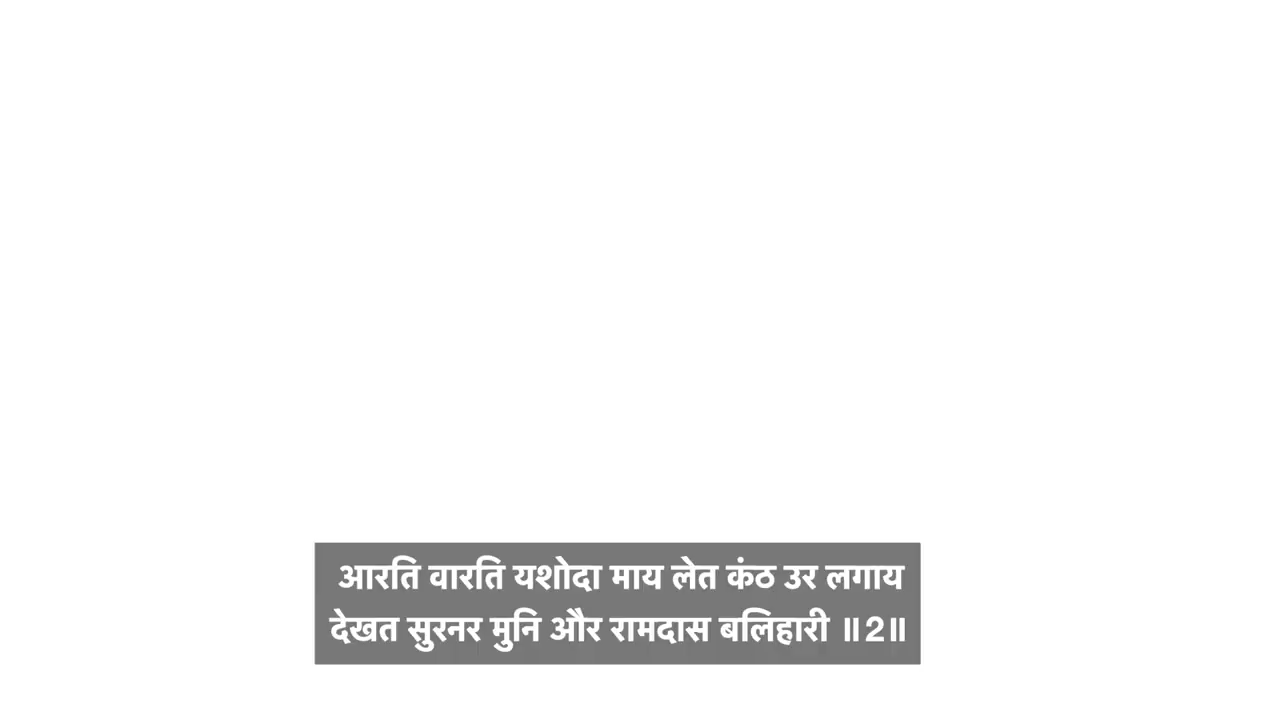 आरति वारति यशोदा माय लेत कंठ उर लगाय
देखत सुरनर मुनि और रामदास बलिहारी ॥2॥